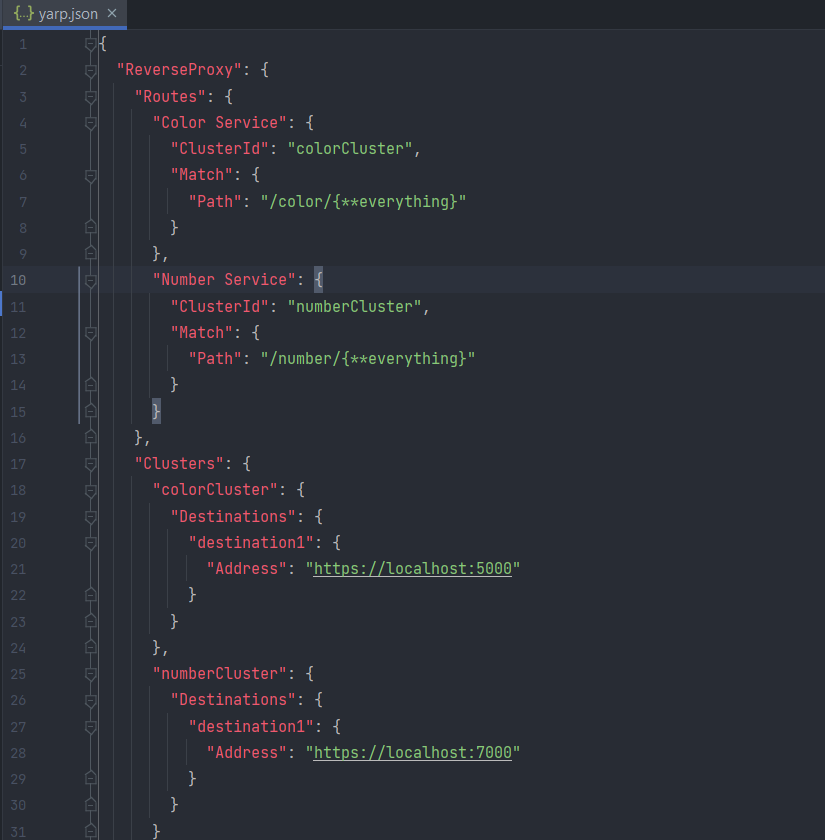 {...} yarp.json ×
1 {
2 "ReverseProxy": {
3 "Routes": {
4 "Color Service": {
5 "ClusterId": "colorCluster",
6 "Match": {
7 "Path": "/color/{**everything}"
8 }
9 },
10 "Number Service": {
11 "ClusterId": "numberCluster",
12 "Match": {
13 "Path": "/number/{**everything}"
14 }
15 }
16 },
17 "Clusters": {
18 "colorCluster": {
19 "Destinations": {
20 "destination1": {
21 "Address": "https://localhost:5000"
22 }
23 }
24 },
25 "numberCluster": {
26 "Destinations": {
27 "destination1": {
28 "Address": "https://localhost:7000"
29 }
30 }
31 }